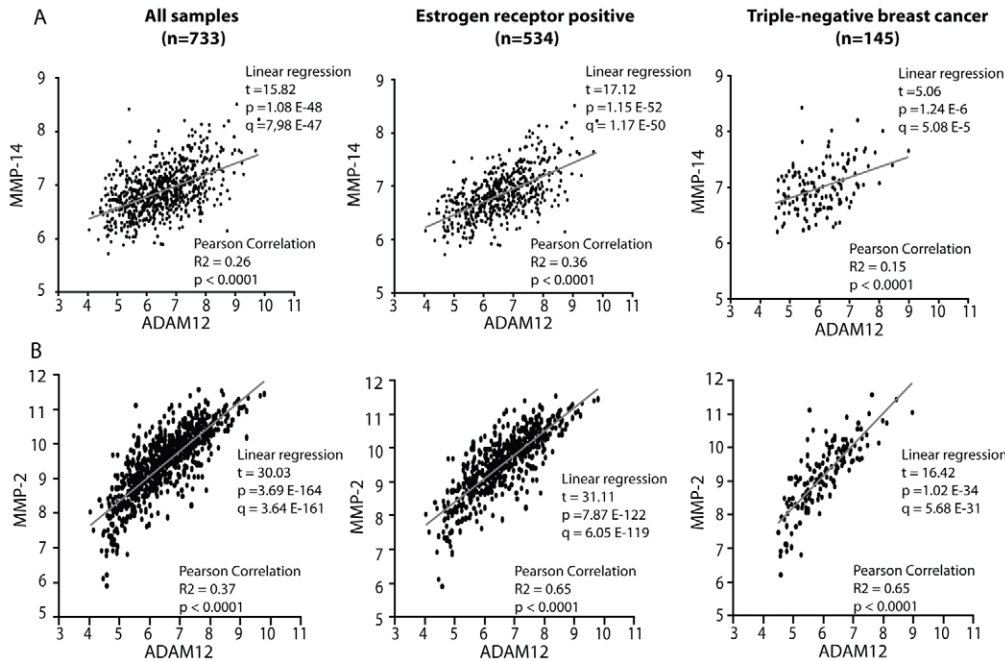 A
All samples
(n=733)
Estrogen receptor positive
(n=534)
Triple-negative breast cancer
(n=145)
9
8
7
6
5
MMP-14
Linear regression
t =15.82
p =1.08 E-48
q =7,98 E-47
Pearson Correlation
R2 = 0.26
p < 0.0001
3 4 5 6 7 8 9 10 11
ADAM12
9
8
7
6
5
MMP-14
Linear regression
t =17.12
p =1.15 E-52
q = 1.17 E-50
Pearson Correlation
R2 = 0.36
p < 0.0001
3 4 5 6 7 8 9 10 11
ADAM12
9
8
7
6
5
MMP-14
Linear regression
t =5.06
p =1.24 E-6
q = 5.08 E-5
Pearson Correlation
R2 = 0.15
p < 0.0001
3 4 5 6 7 8 9 10 11
ADAM12
B
12
11
10
9
8
7
6
5
MMP-2
Linear regression
t = 30.03
p =3.69 E-164
q = 3.64 E-161
Pearson Correlation
R2 = 0.37
p < 0.0001
3 4 5 6 7 8 9 10 11
ADAM12
12
11
10
9
8
7
6
5
MMP-2
Linear regression
t = 31.11
p =7.87 E-122
q = 6.05 E-119
Pearson Correlation
R2 = 0.65
p < 0.0001
3 4 5 6 7 8 9 10 11
ADAM12
12
11
10
9
8
7
6
5
MMP-2
Linear regression
t = 16.42
p =1.02 E-34
q = 5.68 E-31
Pearson Correlation
R2 = 0.65
p < 0.0001
3 4 5 6 7 8 9 10 11
ADAM12